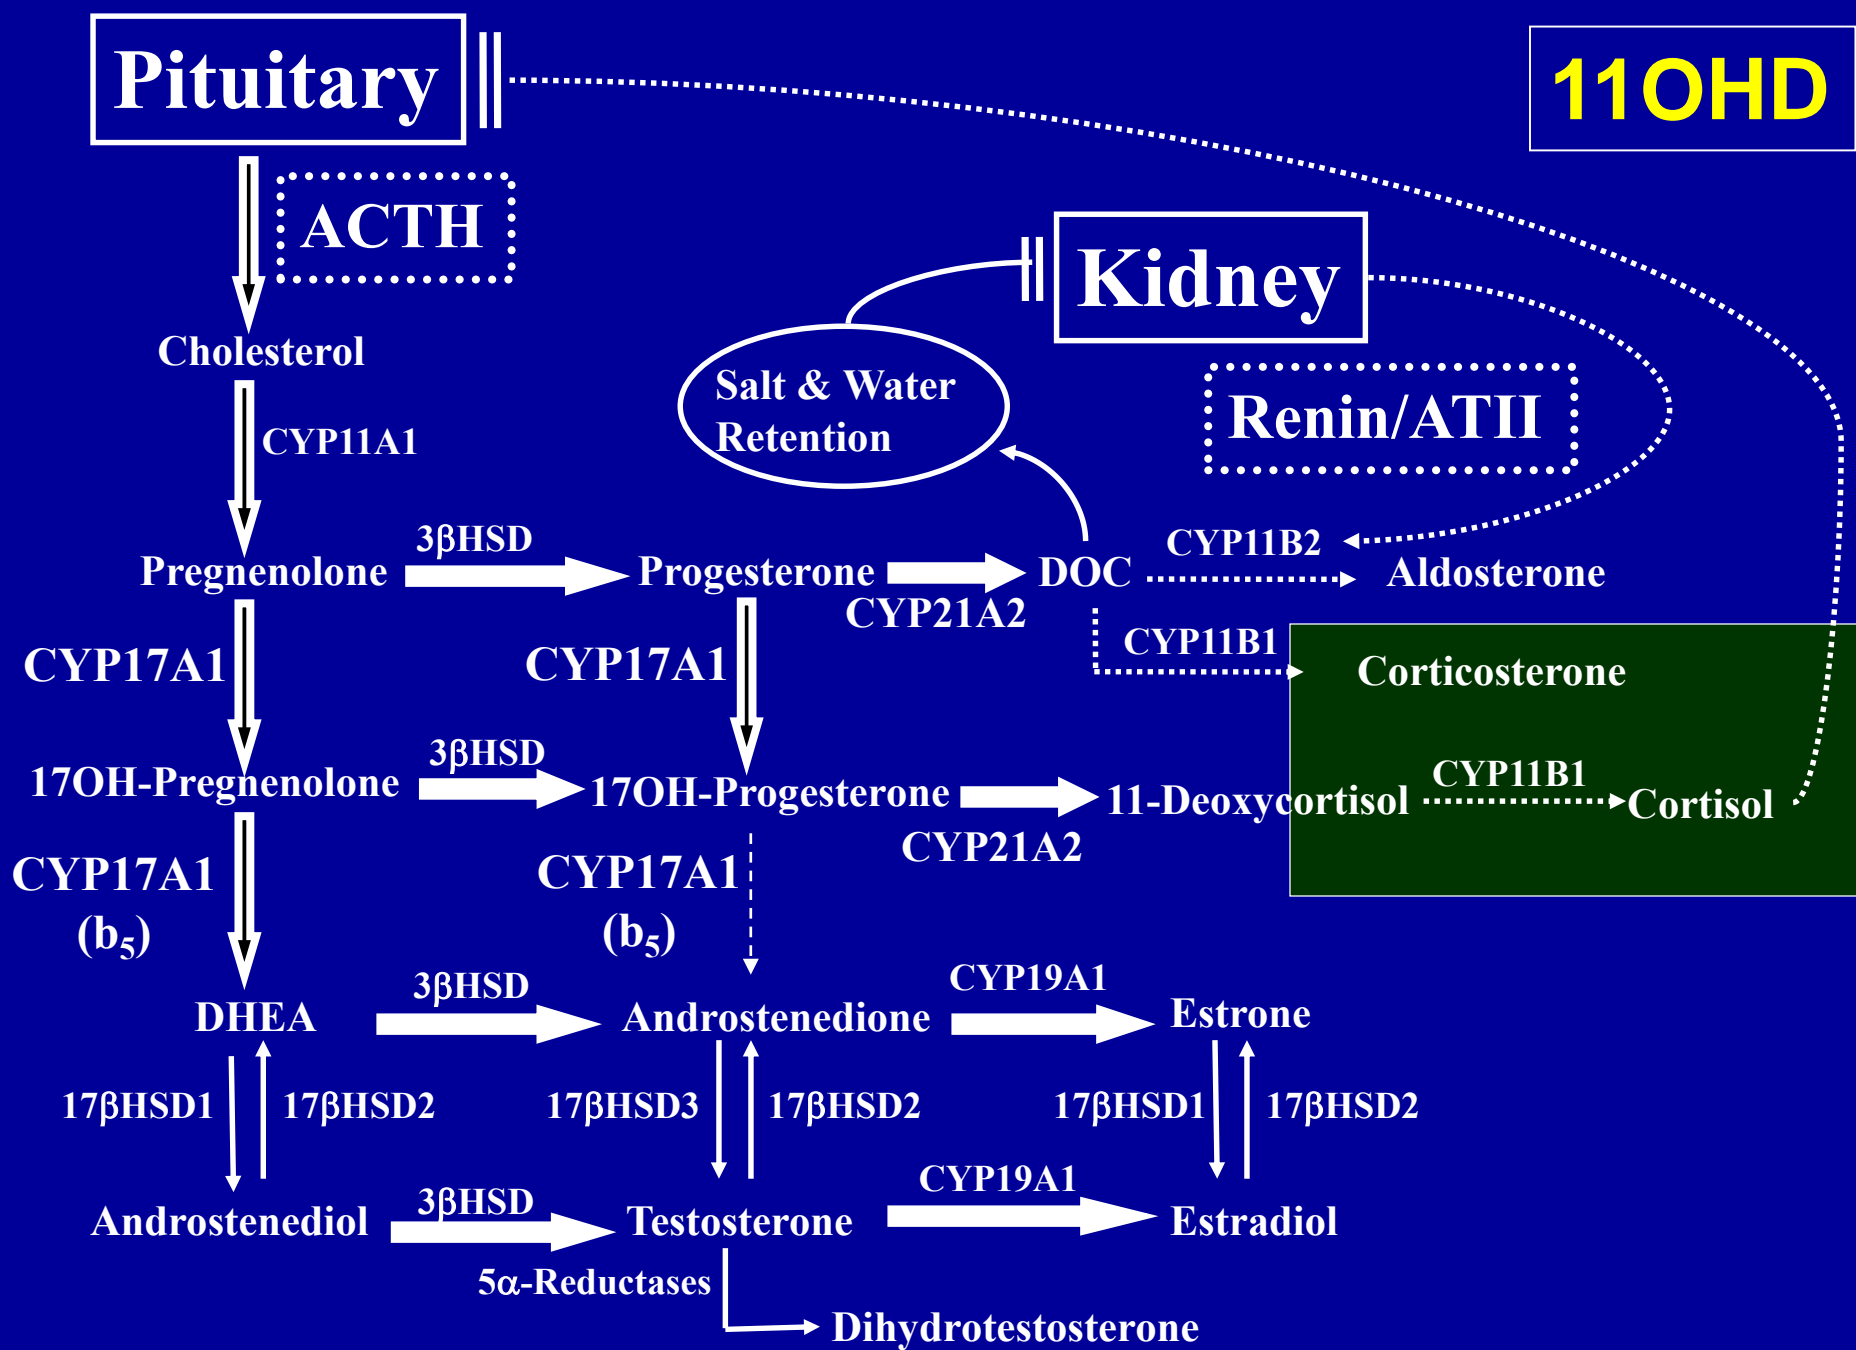 Pituitary
11OHD
ACTH
Kidney
Cholesterol
Salt & Water
Retention
Renin/ATII
CYP11A1
3βHSD
CYP11B2
Pregnenolone
Progesterone
DOC
Aldosterone
CYP21A2
CYP17A1
CYP17A1
CYP11B1
Corticosterone
3βHSD
17OH-Pregnenolone
17OH-Progesterone
11-Deoxycortisol
CYP11B1
Cortisol
CYP21A2
CYP17A1
(b₅)
CYP17A1
(b₅)
3βHSD
CYP19A1
DHEA
Androstenedione
Estrone
17βHSD1
17βHSD2
17βHSD3
17βHSD2
17βHSD1
17βHSD2
3βHSD
CYP19A1
Androstenediol
Testosterone
Estradiol
5α-Reductases
Dihydrotestosterone